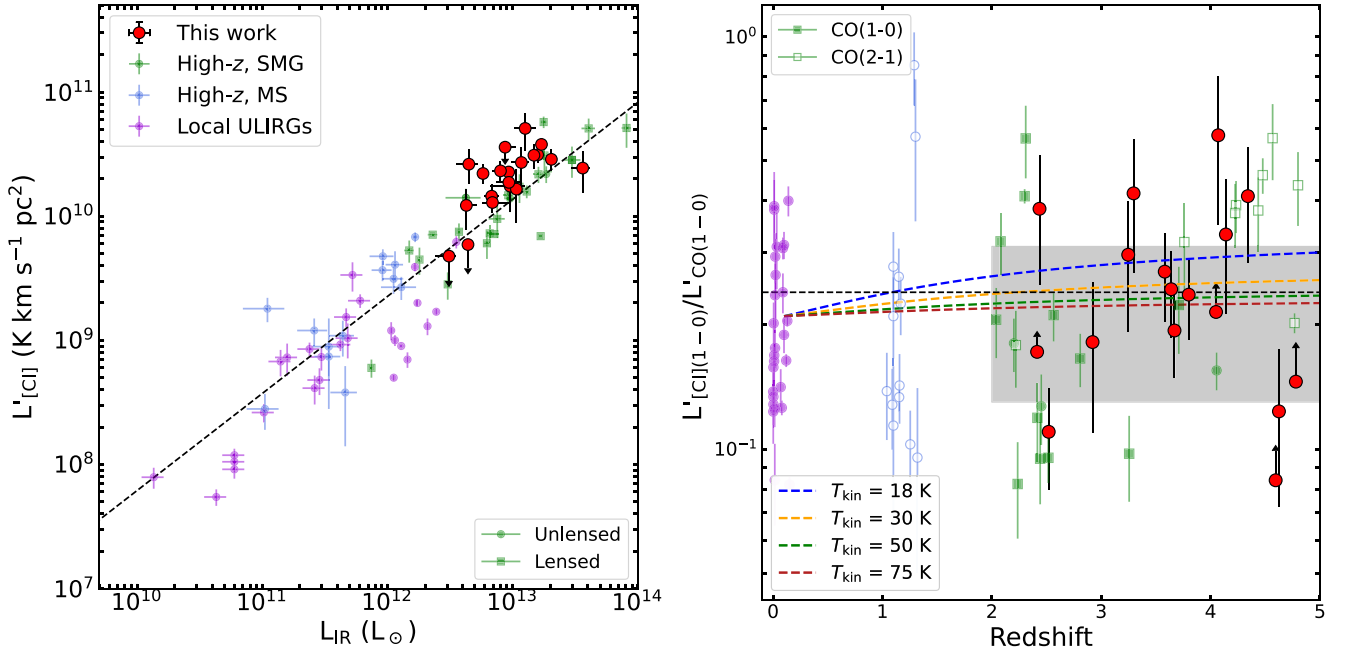 This work
High-z, SMG
High-z, MS
Local ULIRGs
Unlensed
Lensed
10¹¹
10¹⁰
10⁹
10⁸
10⁷
L'[CI] (K km s⁻¹ pc²)
10¹⁰ 10¹¹ 10¹² 10¹³ 10¹⁴
L_IR (L⊙)
CO(1-0)
CO(2-1)
T_kin = 18 K
T_kin = 30 K
T_kin = 50 K
T_kin = 75 K
10⁰
10⁻¹
L'[CI](1−0)/L'CO(1−0)
0 1 2 3 4 5
Redshift